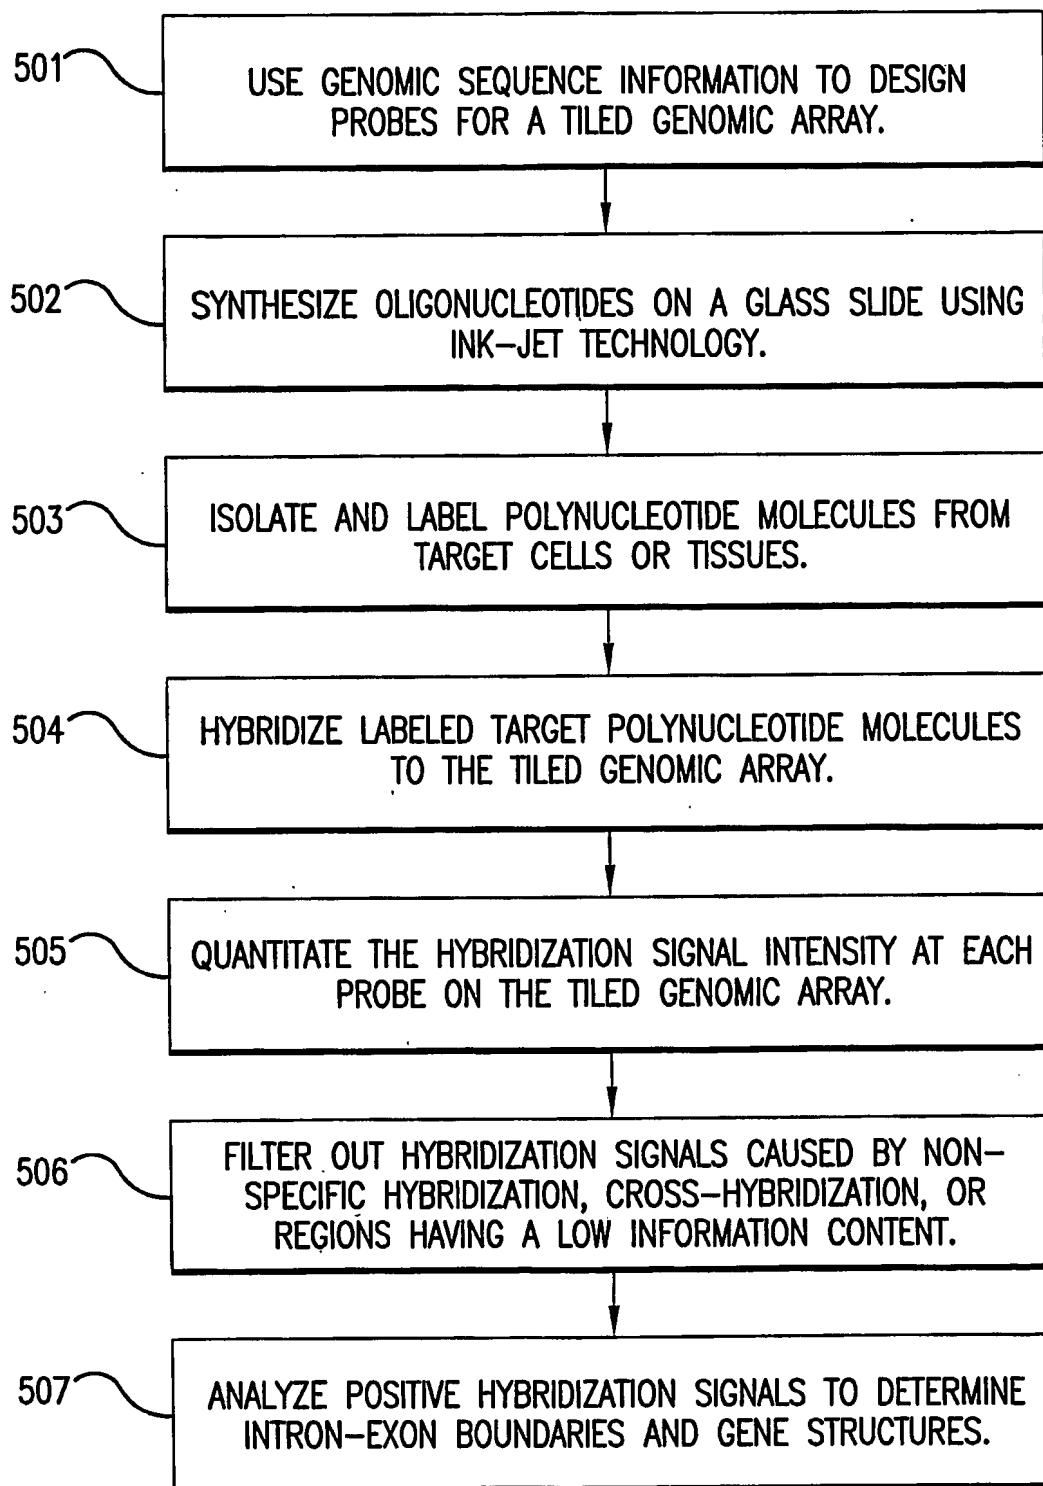 501
USE GENOMIC SEQUENCE INFORMATION TO DESIGN
PROBES FOR A TILED GENOMIC ARRAY.
502
SYNTHESIZE OLIGONUCLEOTIDES ON A GLASS SLIDE USING
INK-JET TECHNOLOGY.
503
ISOLATE AND LABEL POLYNUCLEOTIDE MOLECULES FROM
TARGET CELLS OR TISSUES.
504
HYBRIDIZE LABELED TARGET POLYNUCLEOTIDE MOLECULES
TO THE TILED GENOMIC ARRAY.
505
QUANTITATE THE HYBRIDIZATION SIGNAL INTENSITY AT EACH
PROBE ON THE TILED GENOMIC ARRAY.
506
FILTER OUT HYBRIDIZATION SIGNALS CAUSED BY NON-
SPECIFIC HYBRIDIZATION, CROSS-HYBRIDIZATION, OR
REGIONS HAVING A LOW INFORMATION CONTENT.
507
ANALYZE POSITIVE HYBRIDIZATION SIGNALS TO DETERMINE
INTRON-EXON BOUNDARIES AND GENE STRUCTURES.